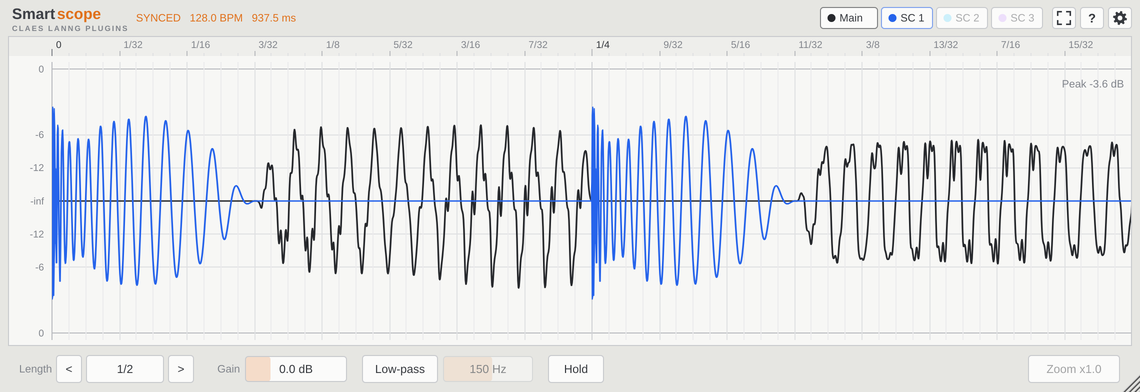 Smartscope SYNCED 128.0 BPM 937.5 ms Main SC 1 SC 2 SC 3 ?
CLAES LANNG PLUGINS
0 1/32 1/16 3/32 1/8 5/32 3/16 7/32 1/4 9/32 5/16 11/32 3/8 13/32 7/16 15/32
0
Peak -3.6 dB
-6
-12
-inf
-12
-6
0
Length < 1/2 > Gain 0.0 dB Low-pass 150 Hz Hold Zoom x1.0